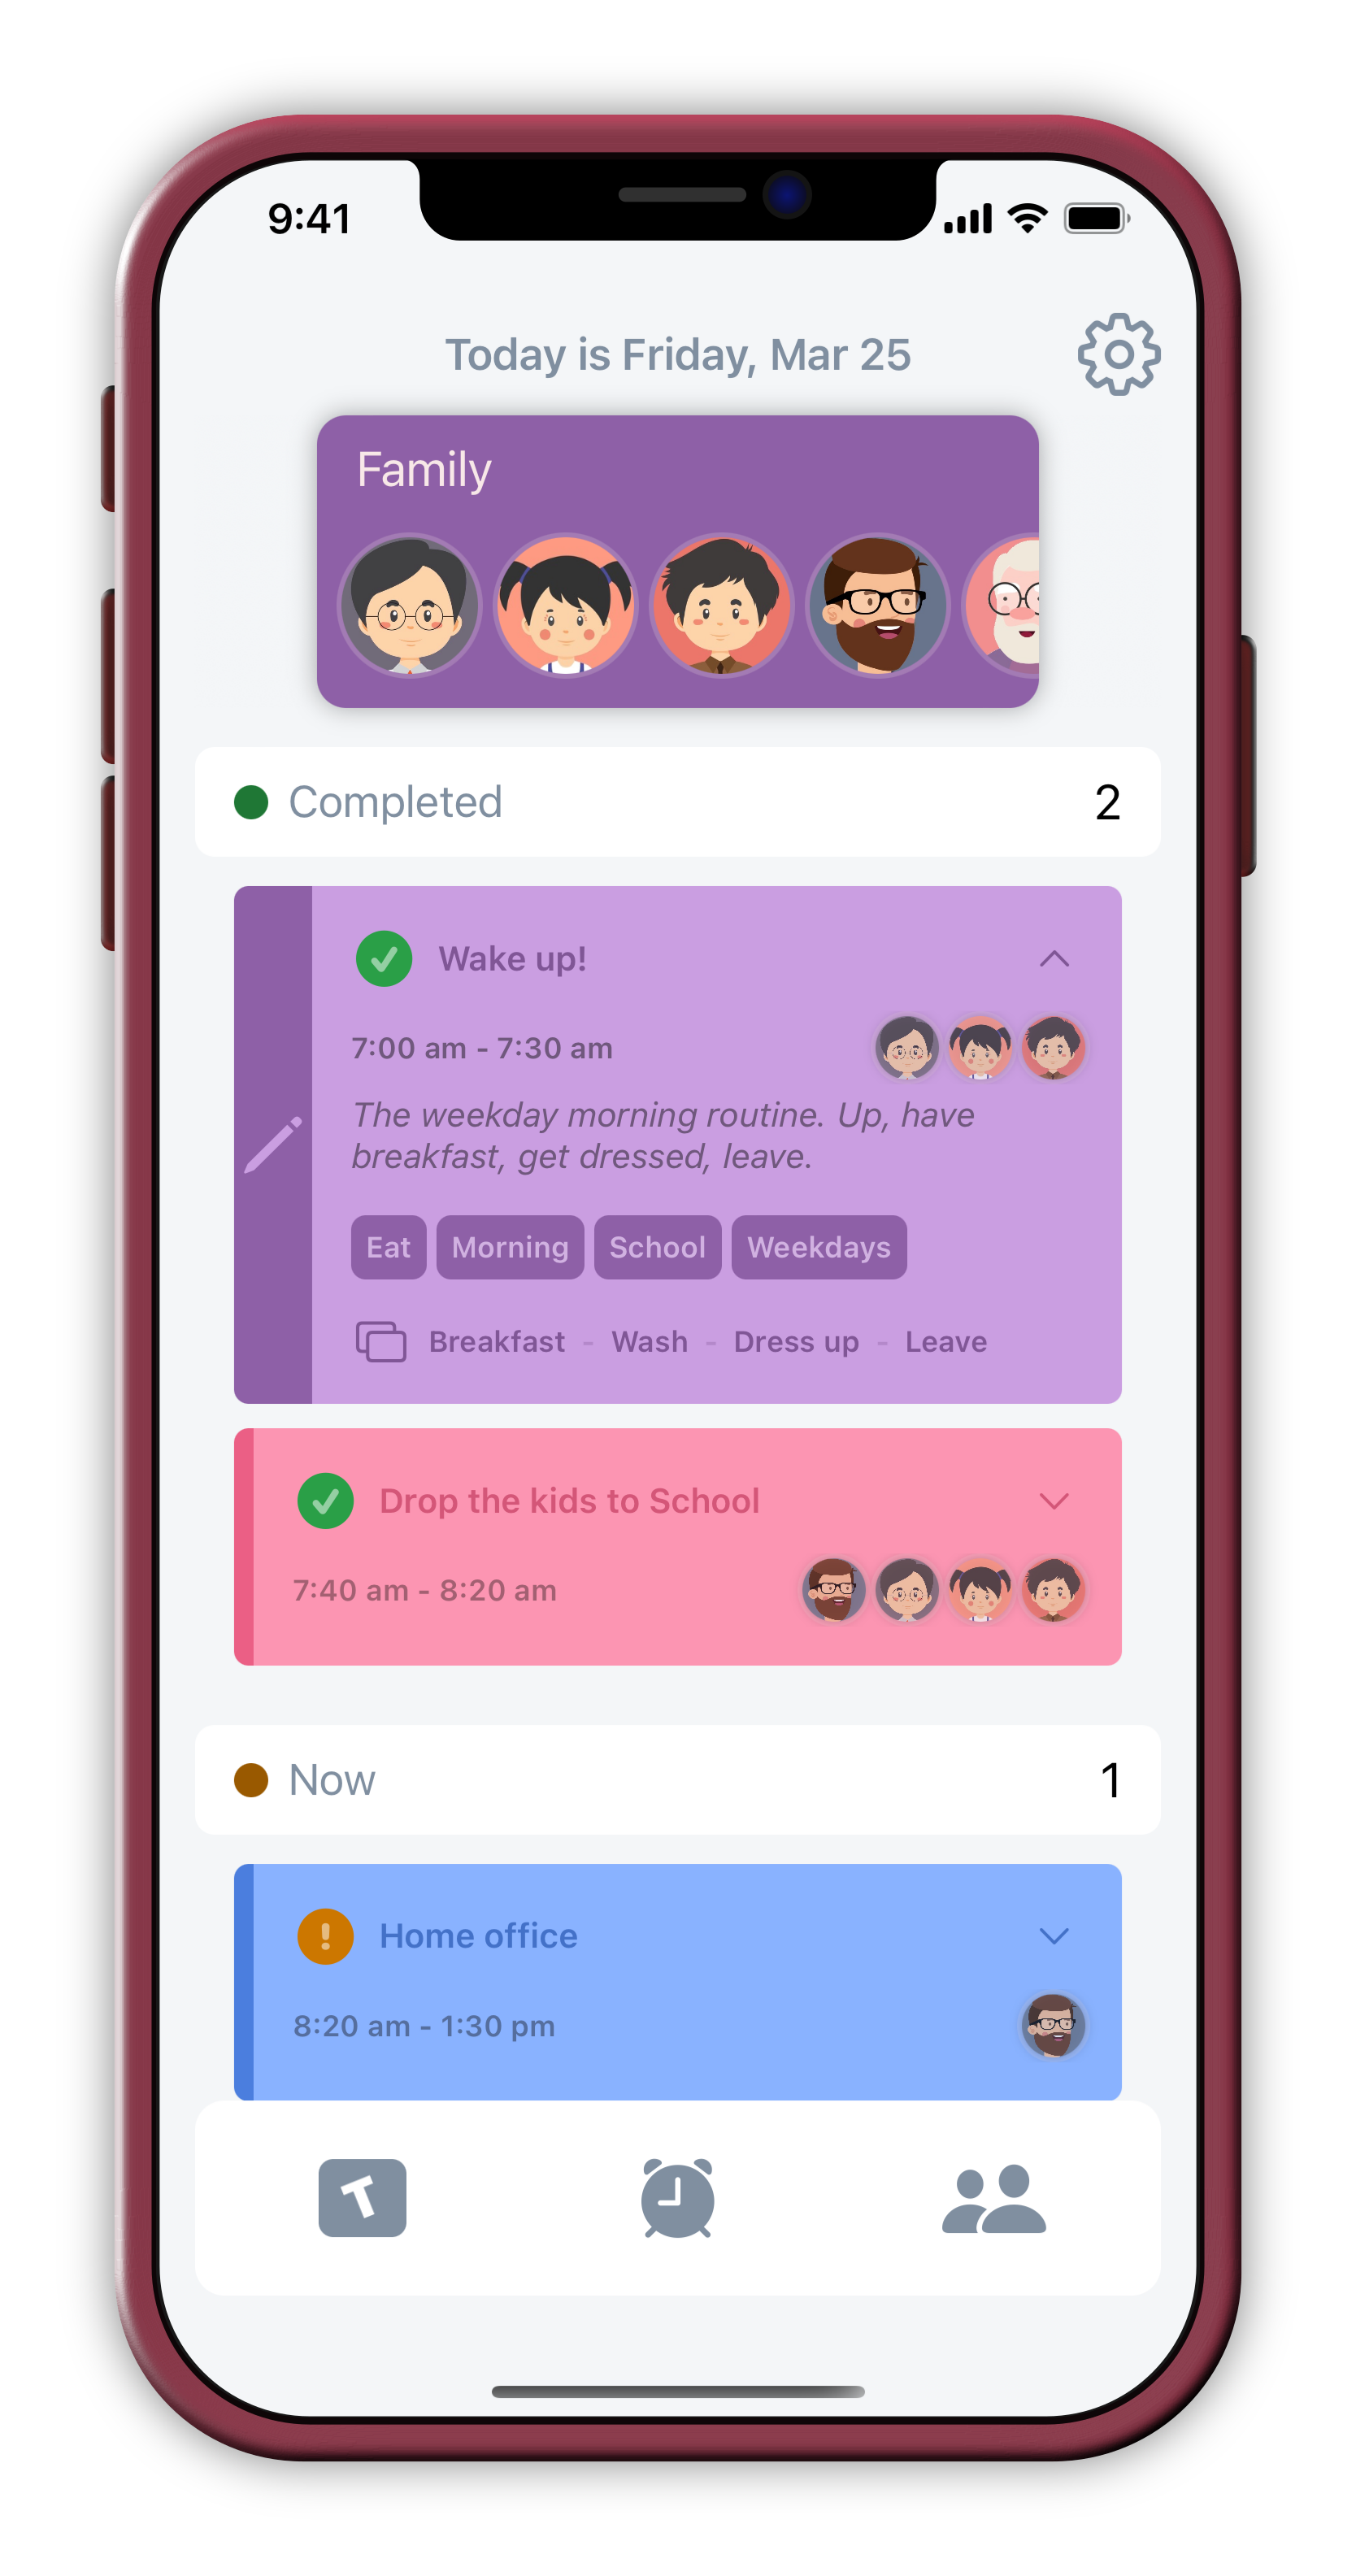 9:41
Today is Friday, Mar 25
Family
Completed 2
Wake up!
7:00 am - 7:30 am
The weekday morning routine. Up, have
breakfast, get dressed, leave.
Eat Morning School Weekdays
Breakfast - Wash - Dress up - Leave
Drop the kids to School
7:40 am - 8:20 am
Now 1
Home office
8:20 am - 1:30 pm
T